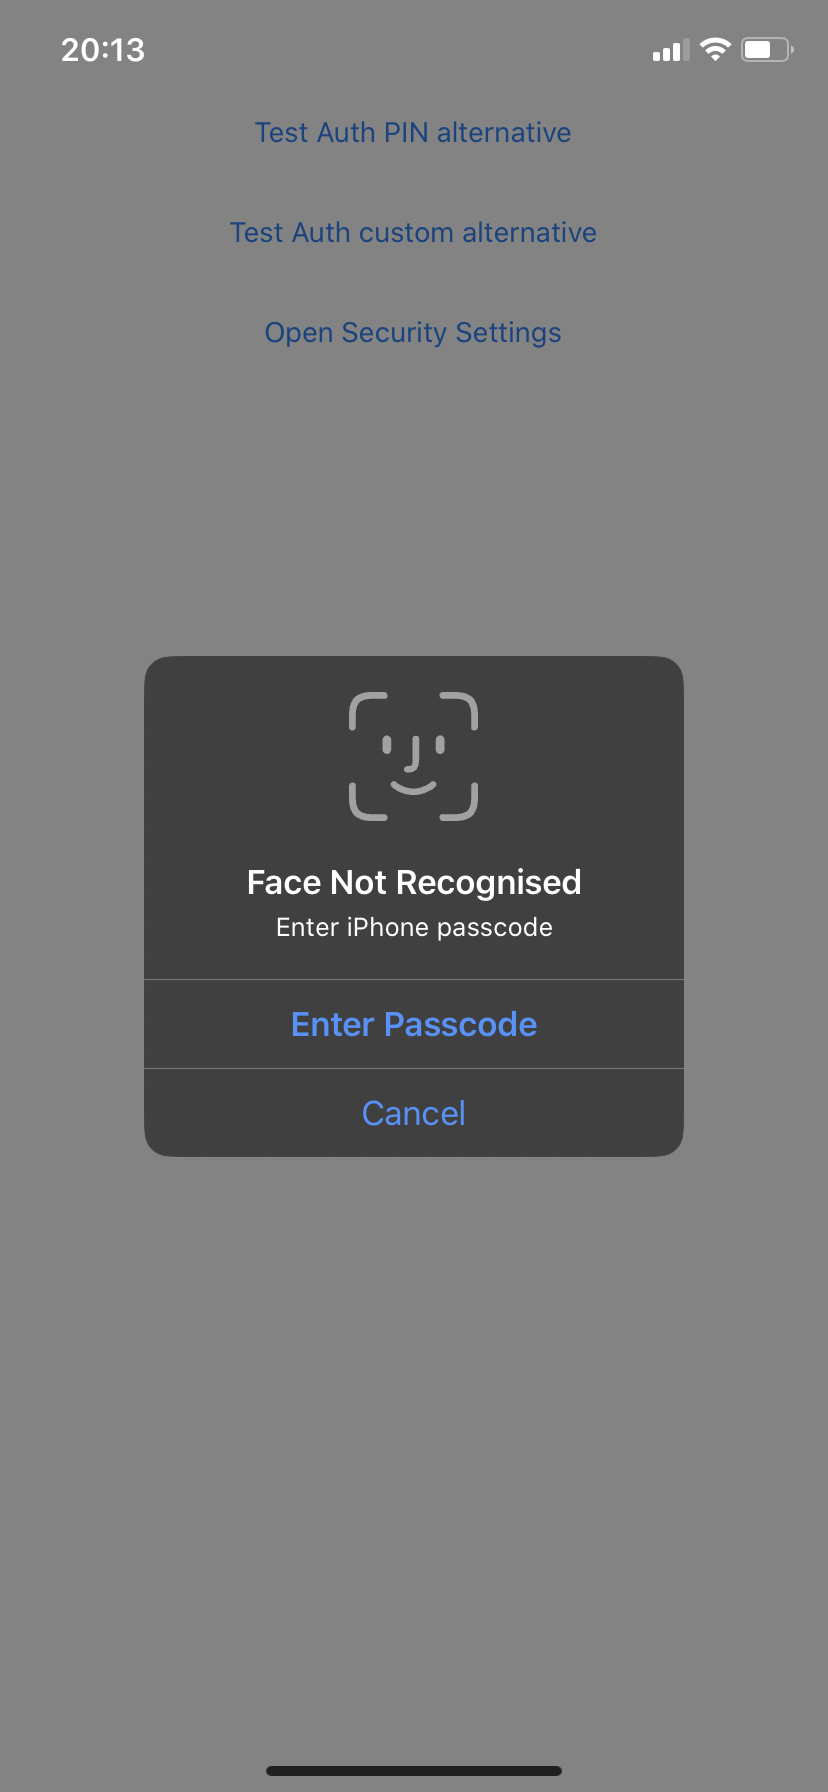 20:13
Test Auth PIN alternative
Test Auth custom alternative
Open Security Settings
Face Not Recognised
Enter iPhone passcode
Enter Passcode
Cancel